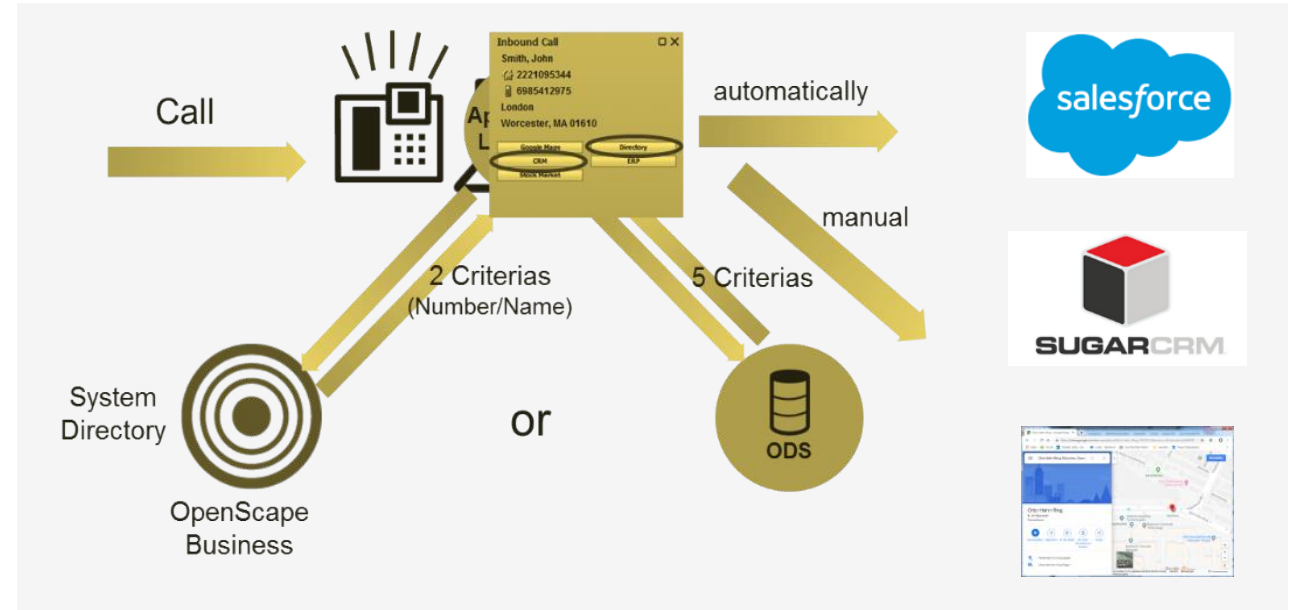 Call
Inbound Call
Smith, John
2221095344
6985412975
London
Worcester, MA 01610
Google Maps
Directory
CRM
ERP
Stock Market
Ap
L
automatically
manual
salesforce
2 Criterias
(Number/Name)
5 Criterias
SUGARCRM
System
Directory
or
ODS
OpenScape
Business